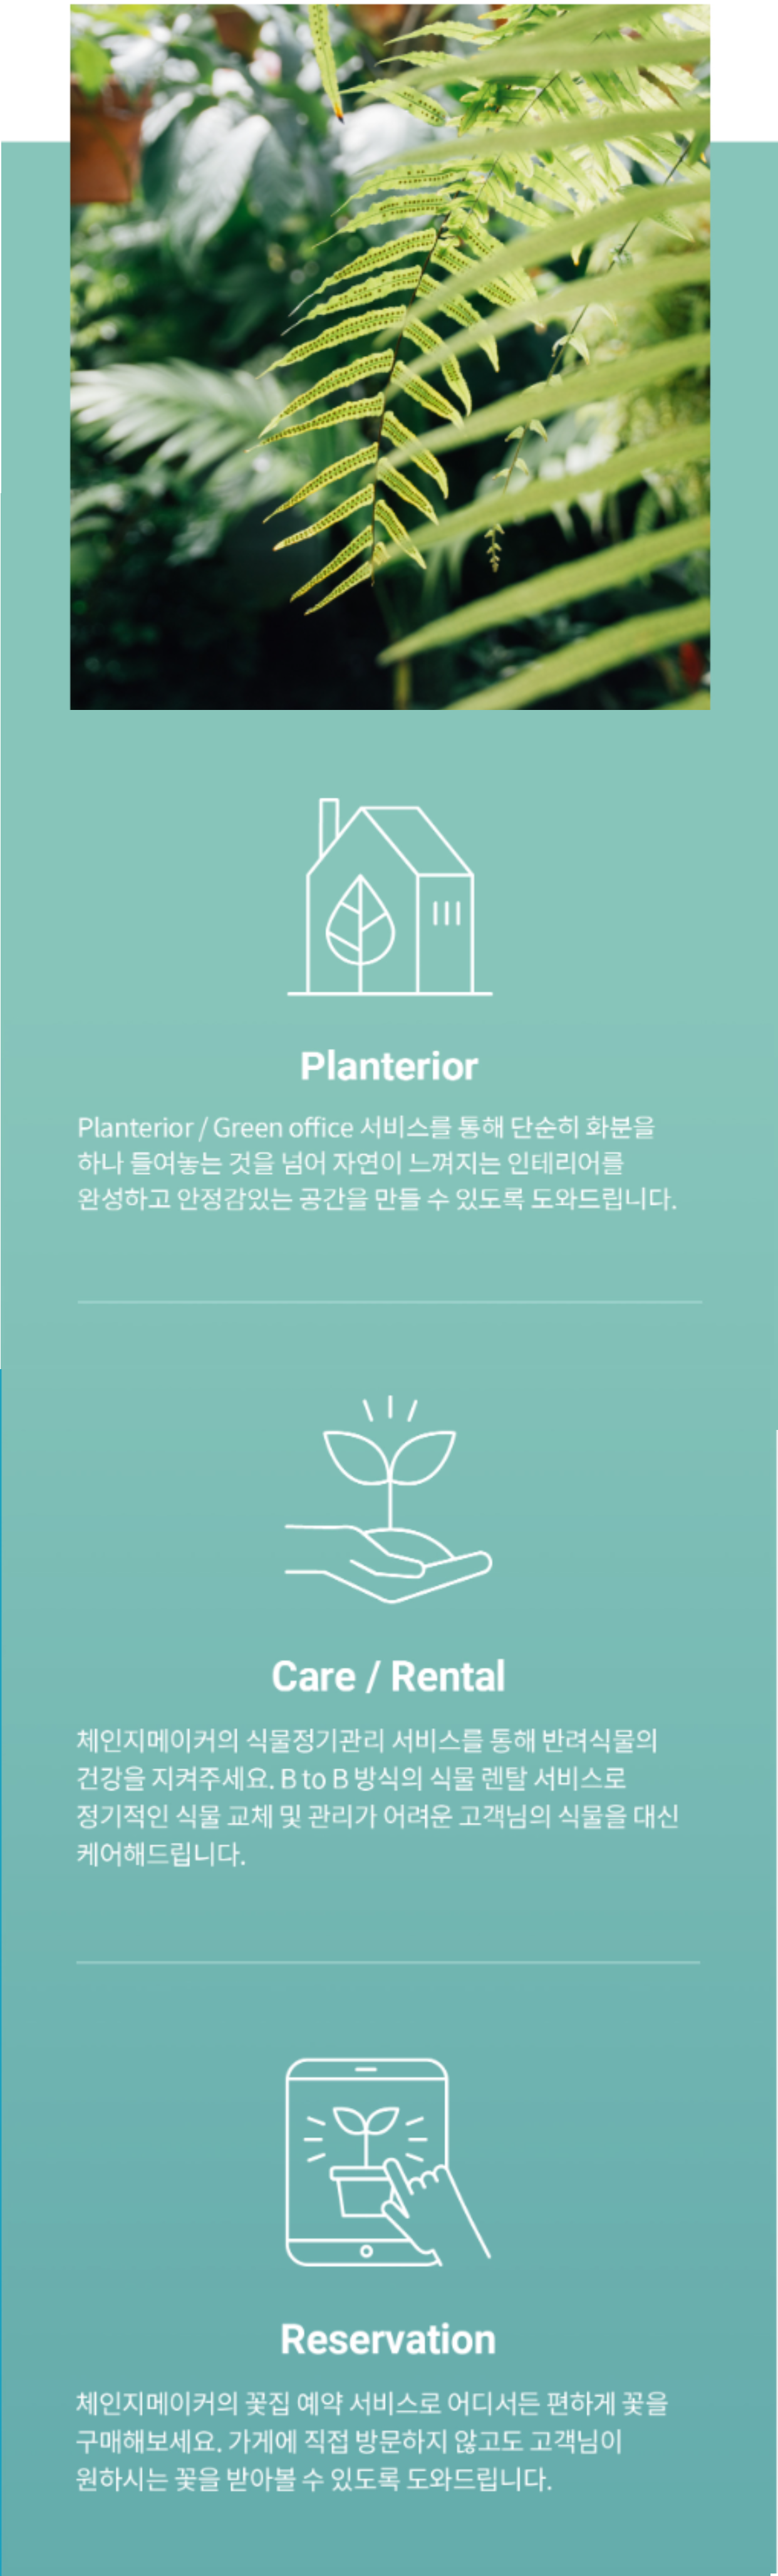 Planterior
Planterior / Green office 서비스를 통해 단순히 화분을
하나 들여놓는 것을 넘어 자연이 느껴지는 인테리어를
완성하고 안정감있는 공간을 만들 수 있도록 도와드립니다.
Care / Rental
체인지메이커의 식물정기관리 서비스를 통해 반려식물의
건강을 지켜주세요. B to B 방식의 식물 렌탈 서비스로
정기적인 식물 교체 및 관리가 어려운 고객님의 식물을 대신
케어해드립니다.
Reservation
체인지메이커의 꽃집 예약 서비스로 어디서든 편하게 꽃을
구매해보세요. 가게에 직접 방문하지 않고도 고객님이
원하시는 꽃을 받아볼 수 있도록 도와드립니다.